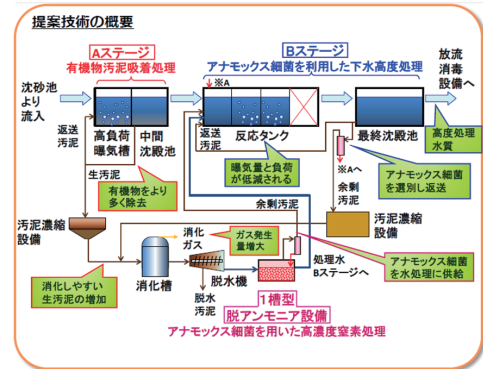 提案技術の概要
Aステージ
有機物汚泥吸着処理
Bステージ
アナモックス細菌を利用した下水高度処理
沈砂池
より
流入
※A
放流
消毒
設備へ
返送
汚泥
高負荷
曝気槽
中間
沈殿池
返送
汚泥
反応タンク
最終沈殿池
高度処理
水質
生汚泥
曝気量と負荷
が低減される
※Aへ
アナモックス細菌
を選別し返送
有機物をより
多く除去
余剰汚泥
余剰
汚泥
汚泥濃縮
設備
汚泥濃縮
設備
消化
ガス
ガス発生
量増大
処理水
Bステージへ
アナモックス細菌
を水処理に供給
消化しやすい
生汚泥の増加
消化槽
脱水機
脱水
汚泥
1槽型
脱アンモニア設備
アナモックス細菌を用いた高濃度窒素処理